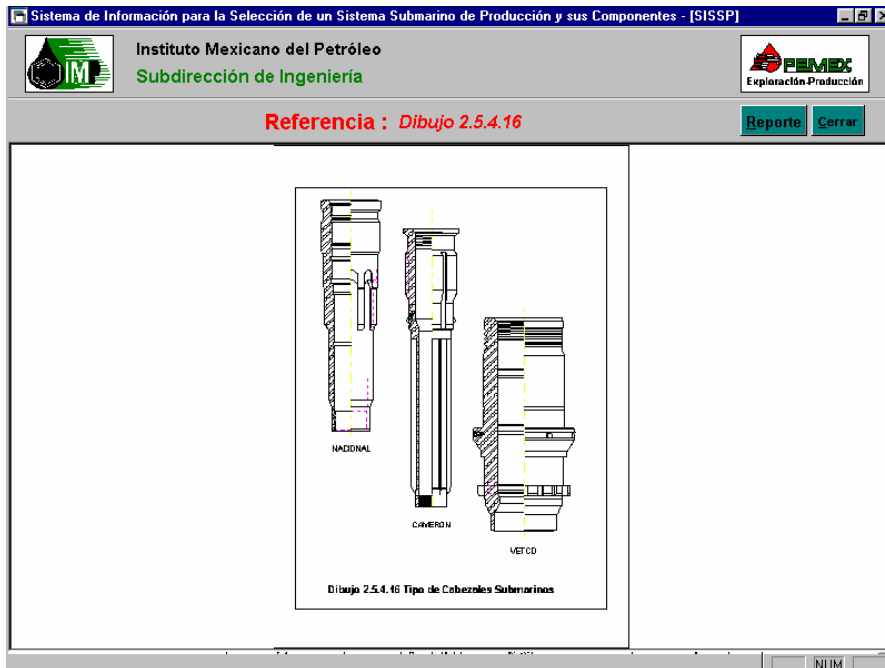 Sistema de Información para la Selección de un Sistema Submarino de Producción y sus Componentes - [SISSP]
Instituto Mexicano del Petróleo
Subdirección de Ingeniería
IMP
PEMEX
Exploración-Producción
Referencia : Dibujo 2.5.4.16
Reporte
Cerrar
NACIONAL
CAMERON
VETCO
Dibujo 2.5.4.16 Tipo de Cabezales Submarinos
NUM